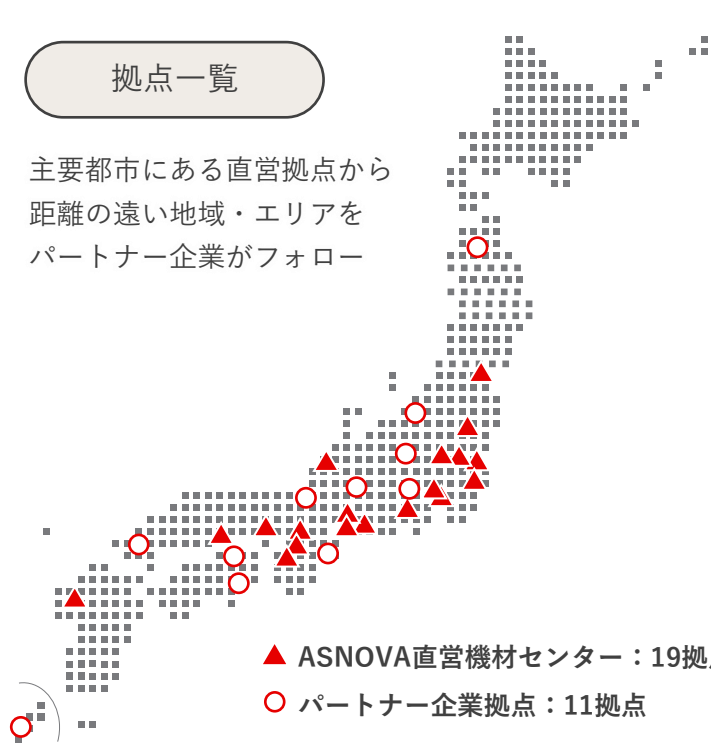 拠点一覧
主要都市にある直営拠点から
距離の遠い地域・エリアを
パートナー企業がフォロー
ASNOVA直営機材センター：19拠
パートナー企業拠点：11拠点